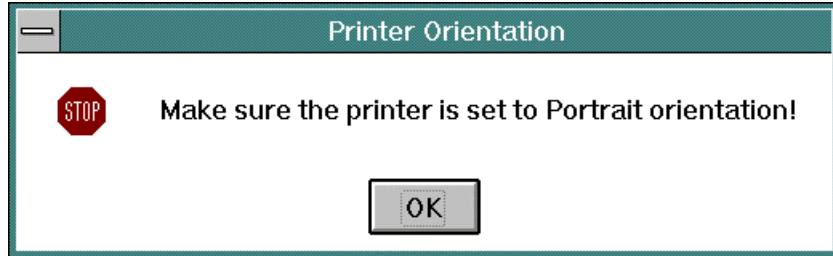 Printer Orientation
STOP
Make sure the printer is set to Portrait orientation!
OK